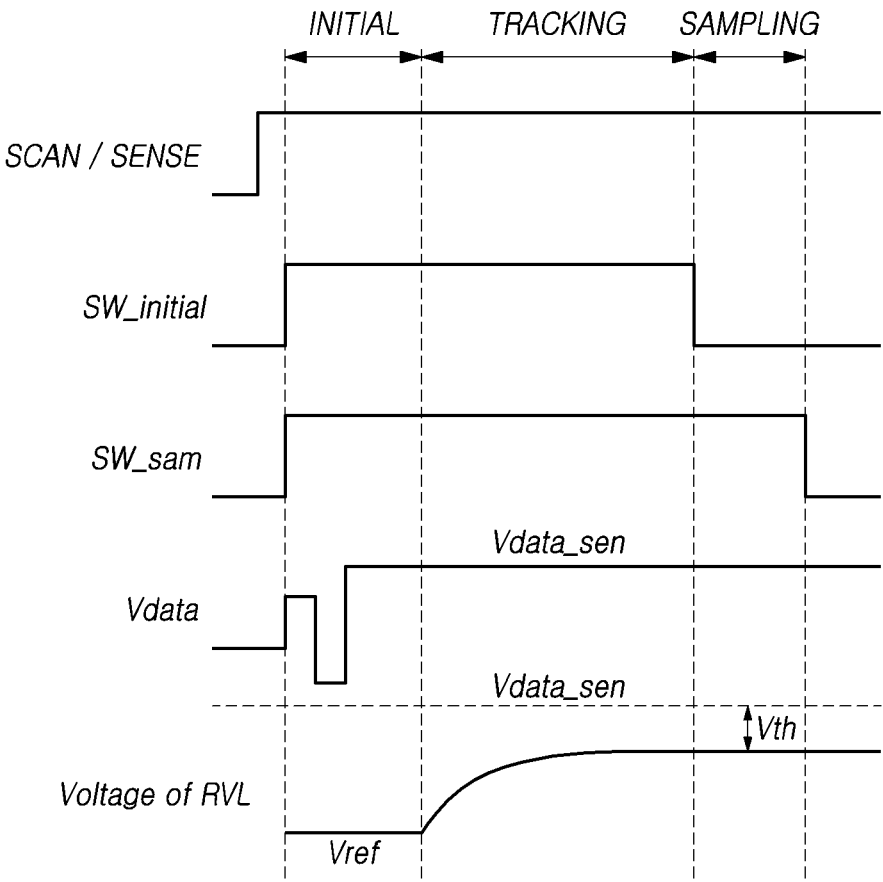 INITIAL TRACKING SAMPLING
SCAN / SENSE
SW_initial
SW_sam
Vdata_sen
Vdata
Vdata_sen
Vth
Voltage of RVL
Vref